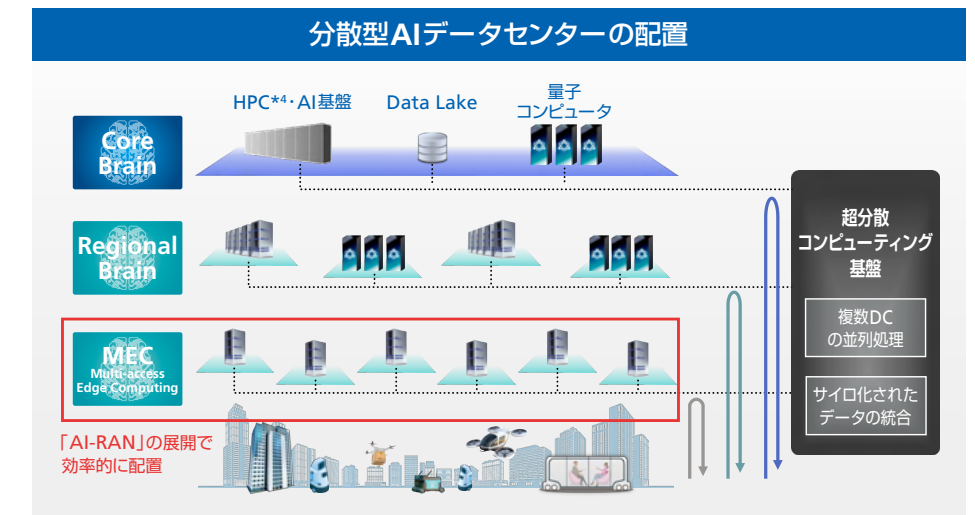 分散型AIデータセンターの配置
HPC*4・AI基盤
Data Lake
量子
コンピュータ
Core
Brain
Regional
Brain
MEC
Multi-access
Edge Computing
「AI-RAN」の展開で
効率的に配置
超分散
コンピューティング
基盤
複数DC
の並列処理
サイロ化された
データの統合